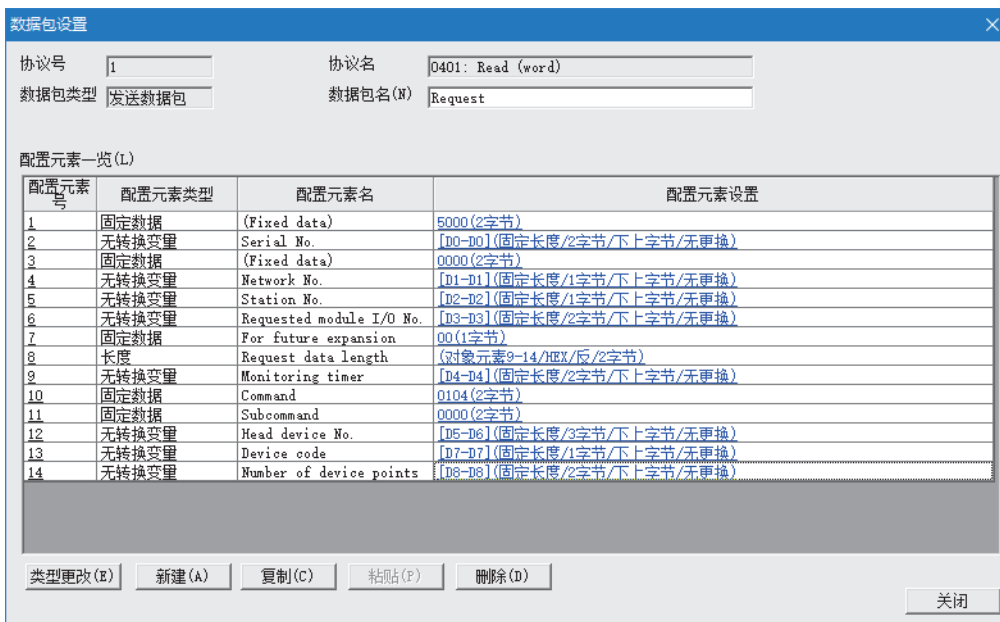 数据包设置
协议号 1 协议名 0401: Read (word)
数据包类型 发送数据包 数据包名(N) Request
配置元素一览(L)
配置元素号 配置元素类型 配置元素名 配置元素设置
1 固定数据 (Fixed data) 5000(2字节)
2 无转换变量 Serial No. [D0-D0](固定长度/2字节/下上字节/无更换)
3 固定数据 (Fixed data) 0000(2字节)
4 无转换变量 Network No. [D1-D1](固定长度/1字节/下上字节/无更换)
5 无转换变量 Station No. [D2-D2](固定长度/1字节/下上字节/无更换)
6 无转换变量 Requested module I/O No. [D3-D3](固定长度/2字节/下上字节/无更换)
7 固定数据 For future expansion 00(1字节)
8 长度 Request data length (对象元素9-14/HEX/反/2字节)
9 无转换变量 Monitoring timer [D4-D4](固定长度/2字节/下上字节/无更换)
10 固定数据 Command 0104(2字节)
11 固定数据 Subcommand 0000(2字节)
12 无转换变量 Head device No. [D5-D6](固定长度/3字节/下上字节/无更换)
13 无转换变量 Device code [D7-D7](固定长度/1字节/下上字节/无更换)
14 无转换变量 Number of device points [D8-D8](固定长度/2字节/下上字节/无更换)
类型更改(E) 新建(A) 复制(C) 粘贴(P) 删除(D)
关闭